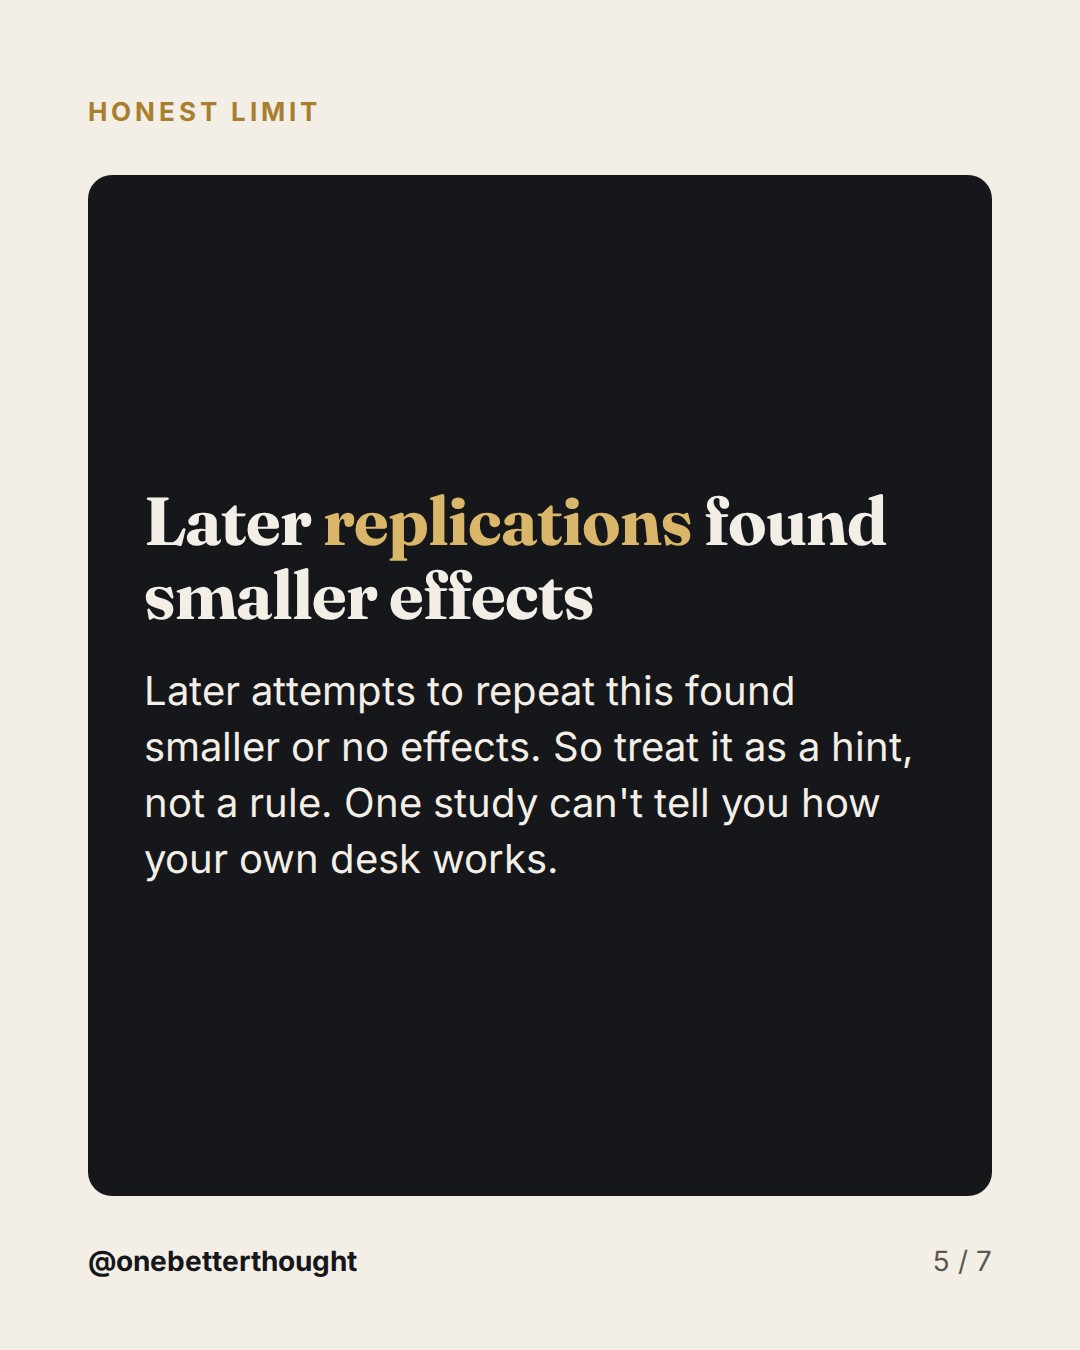 HONEST LIMIT
Later replications found
smaller effects
Later attempts to repeat this found
smaller or no effects. So treat it as a hint,
not a rule. One study can't tell you how
your own desk works.
@onebetterthought
5 / 7